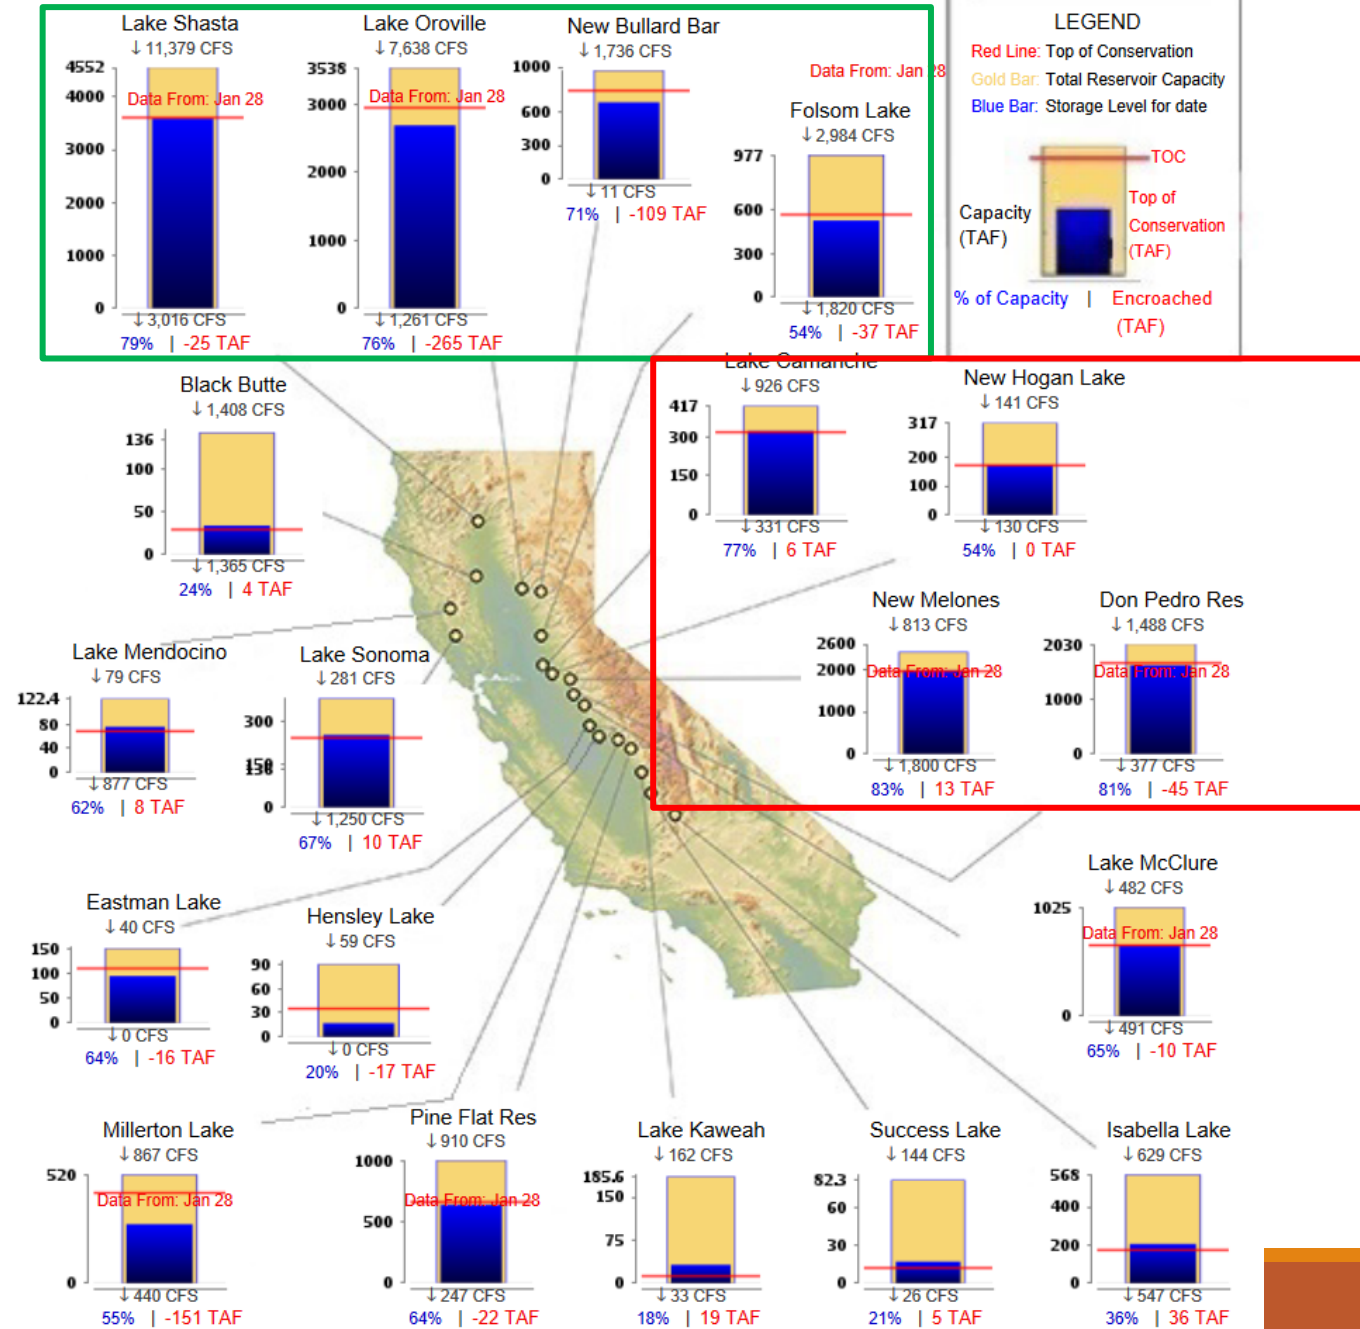 Lake Shasta
↓ 11,379 CFS
4552
4000
3000
2000
1000
0
Data From: Jan 28
↓ 3,016 CFS
79% | -25 TAF
Lake Oroville
↓ 7,638 CFS
3538
3000
2000
1000
0
Data From: Jan 28
↓ 1,261 CFS
76% | -265 TAF
New Bullard Bar
↓ 1,736 CFS
1000
600
300
0
↓ 11 CFS
71% | -109 TAF
Data From: Jan 28
Folsom Lake
↓ 2,984 CFS
977
600
300
0
↓ 1,820 CFS
54% | -37 TAF
LEGEND
Red Line: Top of Conservation
Gold Bar: Total Reservoir Capacity
Blue Bar: Storage Level for date
TOC
Capacity
(TAF)
Top of
Conservation
(TAF)
% of Capacity | Encroached
(TAF)
Black Butte
↓ 1,408 CFS
136
100
50
0
↓ 1,365 CFS
24% | 4 TAF
Lake Camanche
↓ 926 CFS
417
300
150
0
↓ 331 CFS
77% | 6 TAF
New Hogan Lake
↓ 141 CFS
317
200
100
0
↓ 130 CFS
54% | 0 TAF
Lake Mendocino
↓ 79 CFS
122.4
80
40
0
↓ 877 CFS
62% | 8 TAF
Lake Sonoma
↓ 281 CFS
300
0
↓ 1,250 CFS
67% | 10 TAF
New Melones
↓ 813 CFS
2600
2000
1000
0
Data From: Jan 28
↓ 1,800 CFS
83% | 13 TAF
Don Pedro Res
↓ 1,488 CFS
2030
1000
0
Data From: Jan 28
↓ 377 CFS
81% | -45 TAF
Eastman Lake
↓ 40 CFS
150
100
50
0
↓ 0 CFS
64% | -16 TAF
Hensley Lake
↓ 59 CFS
90
60
30
0
↓ 0 CFS
20% | -17 TAF
Lake McClure
↓ 482 CFS
1025
0
Data From: Jan 28
↓ 491 CFS
65% | -10 TAF
Millerton Lake
↓ 867 CFS
520
0
Data From: Jan 28
↓ 440 CFS
55% | -151 TAF
Pine Flat Res
↓ 910 CFS
1000
500
0
Data From: Jan 28
↓ 247 CFS
64% | -22 TAF
Lake Kaweah
↓ 162 CFS
185.6
150
75
0
↓ 33 CFS
18% | 19 TAF
Success Lake
↓ 144 CFS
82.3
60
30
0
↓ 26 CFS
21% | 5 TAF
Isabella Lake
↓ 629 CFS
568
400
200
0
↓ 547 CFS
36% | 36 TAF